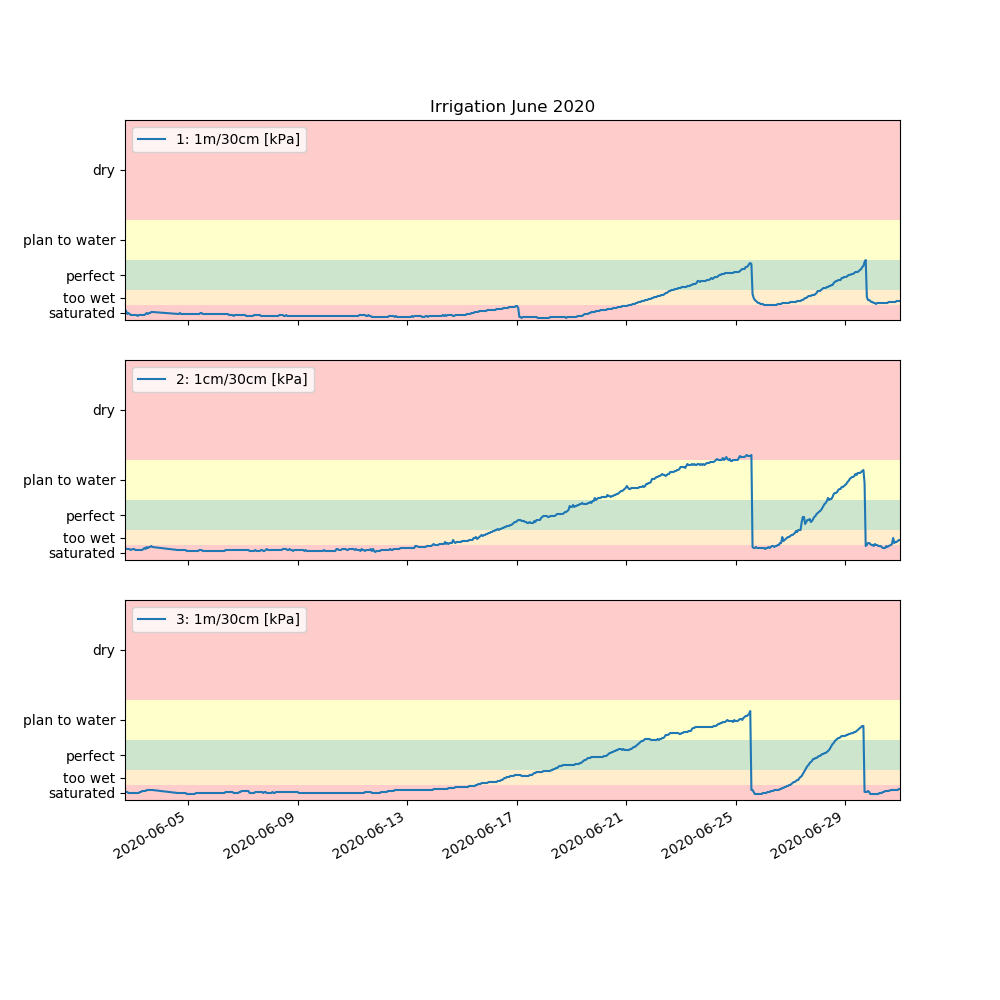 Irrigation June 2020
1: 1m/30cm [kPa]
dry
plan to water
perfect
too wet
saturated
2: 1cm/30cm [kPa]
dry
plan to water
perfect
too wet
saturated
3: 1m/30cm [kPa]
dry
plan to water
perfect
too wet
saturated
2020-06-05 2020-06-09 2020-06-13 2020-06-17 2020-06-21 2020-06-25 2020-06-29